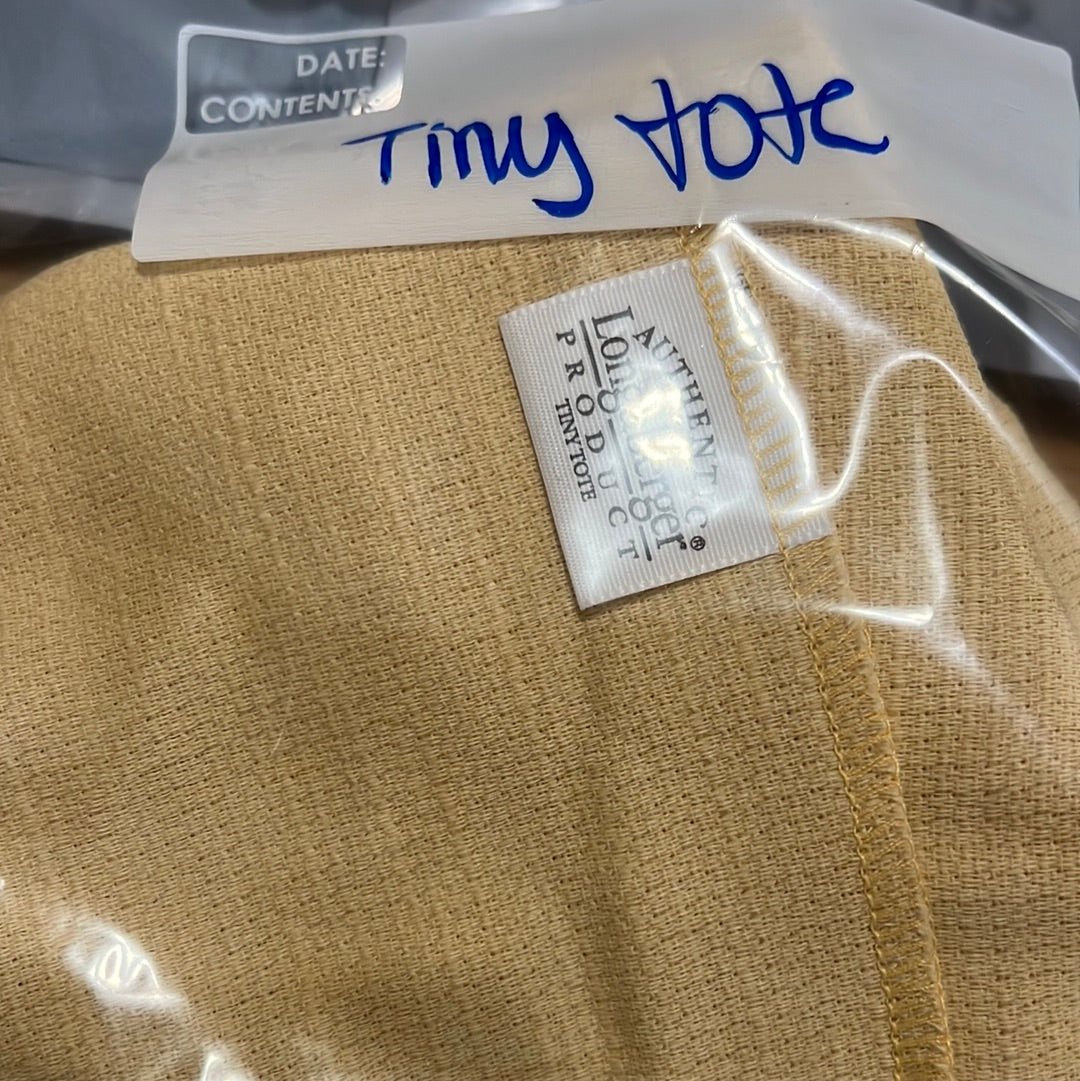 DATE:
CONTENTS:
Tiny tote
AUTHENTIC
Longaberger®
PRODUCT
TINY TOTE